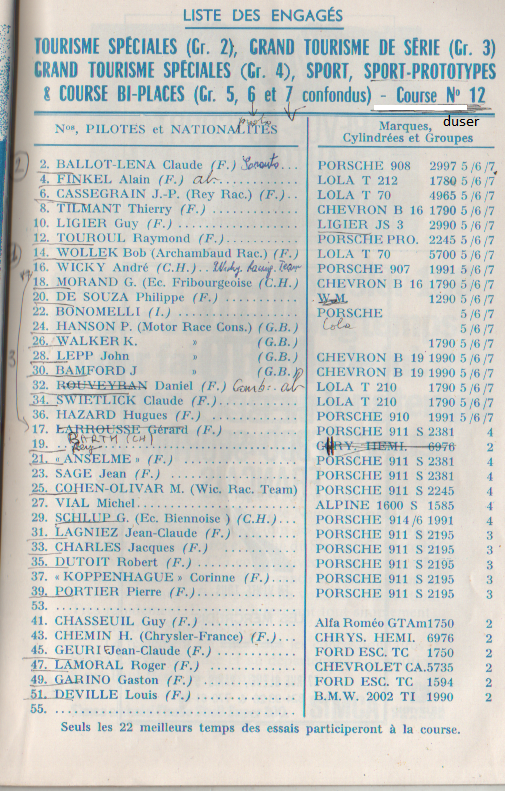 LISTE DES ENGAGÉS
TOURISME SPÉCIALES (Gr. 2), GRAND TOURISME DE SÉRIE (Gr. 3)
GRAND TOURISME SPÉCIALES (Gr. 4), SPORT, SPORT-PROTOTYPES
& COURSE BI-PLACES (Gr. 5, 6 et 7 confondus) - Course No 12
proto
duser
Nos, PILOTES et NATIONALITÉS Marques, Cylindrées et Groupes
2. BALLOT-LENA Claude (F.) PORSCHE 908 2997 5/6/7
4. FINKEL Alain (F.) ab LOLA T 212 1780 5/6/7
6. CASSEGRAIN J.-P. (Rey Rac.) (F.) LOLA T 70 4965 5/6/7
8. TILMANT Thierry (F.) CHEVRON B 16 1790 5/6/7
10. LIGIER Guy (F.) LIGIER JS 3 2990 5/6/7
12. TOUROUL Raymond (F.) PORSCHE PRO. 2245 5/6/7
14. WOLLEK Bob (Archambaud Rac.) (F.) LOLA T 70 5700 5/6/7
16. WICKY André (C.H.) Wicky Racing Team PORSCHE 907 1991 5/6/7
18. MORAND G. (Ec. Fribourgeoise (C.H.) CHEVRON B 16 1790 5/6/7
20. DE SOUZA Philippe (F.) W.M. 1290 5/6/7
22. BONOMELLI (I.) PORSCHE 5/6/7
24. HANSON P. (Motor Race Cons.) (G.B.) Lola 5/6/7
26. WALKER K. » (G.B.) 1790 5/6/7
28. LEPP John » (G.B.) CHEVRON B 19 1990 5/6/7
30. BAMFORD J » (G.B.) CHEVRON B 19 1990 5/6/7
32. ROUVEYRAN Daniel (F.) ab LOLA T 210 1790 5/6/7
34. SWIETLICK Claude (F.) LOLA T 210 1790 5/6/7
36. HAZARD Hugues (F.) PORSCHE 910 1991 5/6/7
17. LARROUSSE Gérard (F.) PORSCHE 911 S 2381 4
19. BARTH (CH) CHRY. HEMI. 6976 2
21. « ANSELME » (F.) PORSCHE 911 S 2381 4
23. SAGE Jean (F.) PORSCHE 911 S 2381 4
25. COHEN-OLIVAR M. (Wic. Rac. Team) PORSCHE 911 S 2245 4
27. VIAL Michel ALPINE 1600 S 1585 4
29. SCHLUP G. (Ec. Biennoise ) (C.H.) PORSCHE 914/6 1991 4
31. LAGNIEZ Jean-Claude (F.) PORSCHE 911 S 2195 3
33. CHARLES Jacques (F.) PORSCHE 911 S 2195 3
35. DUTOIT Robert (F.) PORSCHE 911 S 2195 3
37. « KOPPENHAGUE » Corinne (F.) PORSCHE 911 S 2195 3
39. PORTIER Pierre (F.) PORSCHE 911 S 2195 3
53.
41. CHASSEUIL Guy (F.) Alfa Roméo GTAm1750 2
43. CHEMIN H. (Chrysler-France) (F.) CHRYS. HEMI. 6976 2
45. GEURIE Jean-Claude (F.) FORD ESC. TC 1750 2
47. LAMORAL Roger (F.) CHEVROLET CA.5735 2
49. GARINO Gaston (F.) FORD ESC. TC 1594 2
51. DEVILLE Louis (F.) B.M.W. 2002 TI 1990 2
55.
Seuls les 22 meilleurs temps des essais participeront à la course.